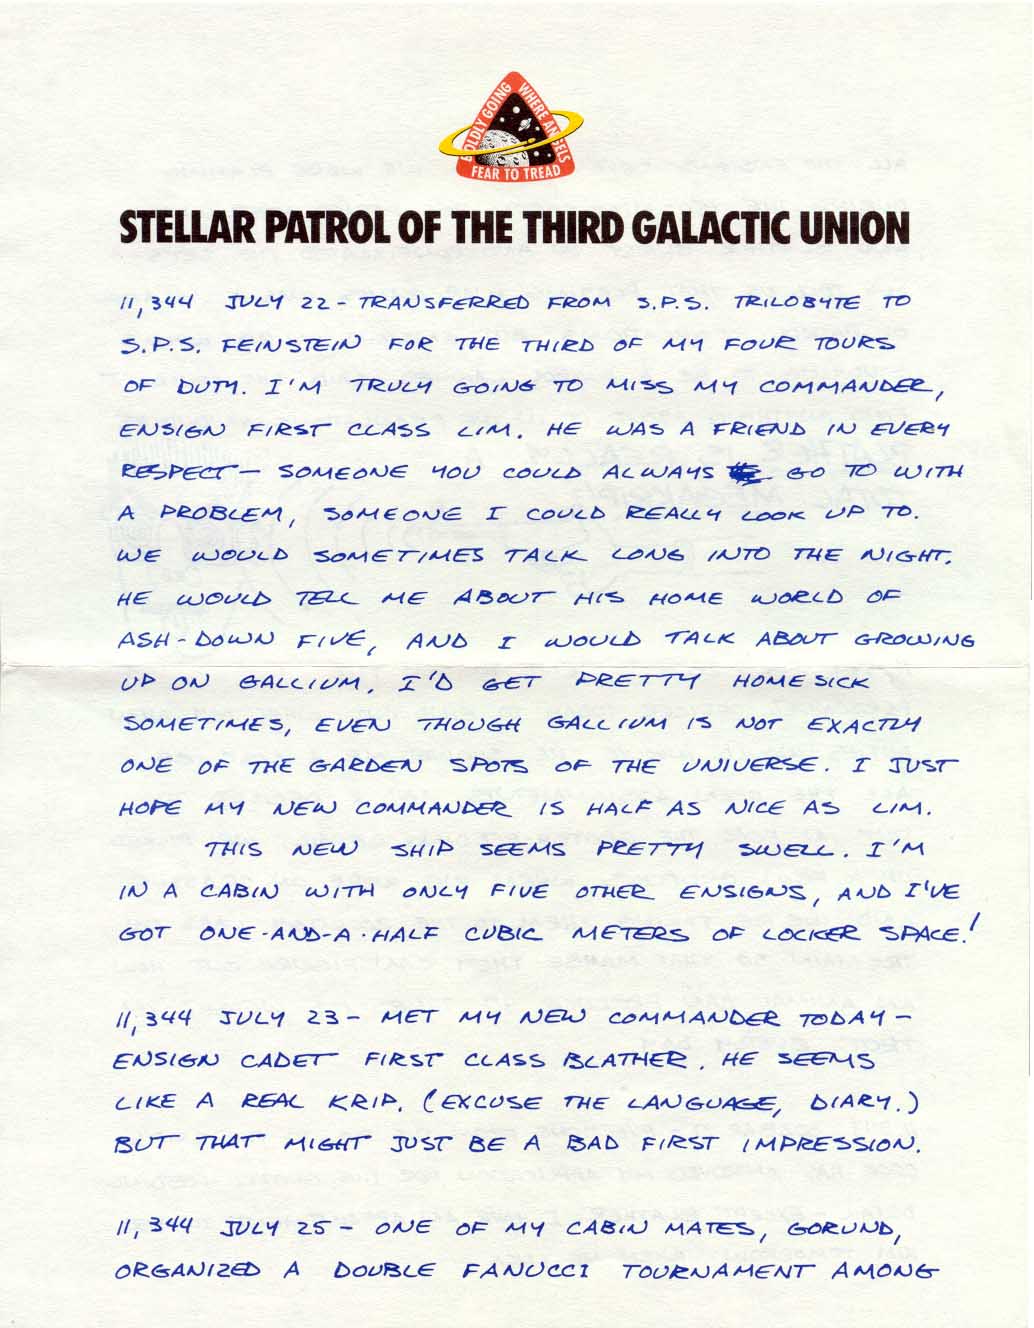 BOLDLY GOING WHERE ANGELS
FEAR TO TREAD
STELLAR PATROL OF THE THIRD GALACTIC UNION
11,344 JULY 22 - TRANSFERRED FROM S.P.S. TRILOBYTE TO
S.P.S. FEINSTEIN FOR THE THIRD OF MY FOUR TOURS
OF DUTY. I'M TRULY GOING TO MISS MY COMMANDER,
ENSIGN FIRST CLASS LIM. HE WAS A FRIEND IN EVERY
RESPECT - SOMEONE YOU COULD ALWAYS GO TO WITH
A PROBLEM, SOMEONE I COULD REALLY LOOK UP TO.
WE WOULD SOMETIMES TALK LONG INTO THE NIGHT.
HE WOULD TELL ME ABOUT HIS HOME WORLD OF
ASH-DOWN FIVE, AND I WOULD TALK ABOUT GROWING
UP ON GALLIUM. I'D GET PRETTY HOMESICK
SOMETIMES, EVEN THOUGH GALLIUM IS NOT EXACTLY
ONE OF THE GARDEN SPOTS OF THE UNIVERSE. I JUST
HOPE MY NEW COMMANDER IS HALF AS NICE AS LIM.
THIS NEW SHIP SEEMS PRETTY SWELL. I'M
IN A CABIN WITH ONLY FIVE OTHER ENSIGNS, AND I'VE
GOT ONE-AND-A-HALF CUBIC METERS OF LOCKER SPACE!
11,344 JULY 23 - MET MY NEW COMMANDER TODAY -
ENSIGN CADET FIRST CLASS BLATHER. HE SEEMS
LIKE A REAL KRIP. (EXCUSE THE LANGUAGE, DIARY.)
BUT THAT MIGHT JUST BE A BAD FIRST IMPRESSION.
11,344 JULY 25 - ONE OF MY CABIN MATES, GORUND,
ORGANIZED A DOUBLE FANUCCI TOURNAMENT AMONG